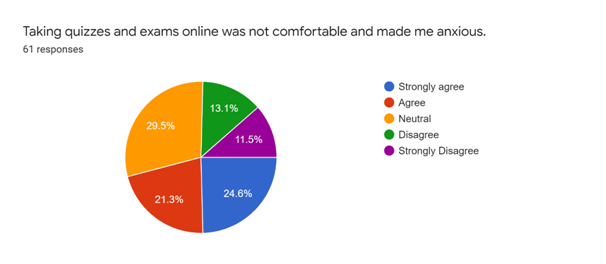 Taking quizzes and exams online was not comfortable and made me anxious.
61 responses
Strongly agree
Agree
Neutral
Disagree
Strongly Disagree
13.1%
29.5%
11.5%
24.6%
21.3%